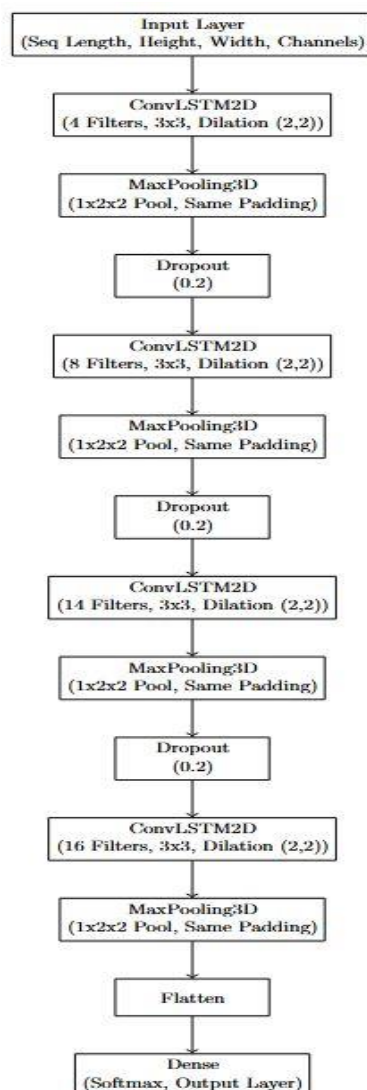 Input Layer
(Seq Length, Height, Width, Channels)
ConvLSTM2D
(4 Filters, 3x3, Dilation (2,2))
MaxPooling3D
(1x2x2 Pool, Same Padding)
Dropout
(0.2)
ConvLSTM2D
(8 Filters, 3x3, Dilation (2,2))
MaxPooling3D
(1x2x2 Pool, Same Padding)
Dropout
(0.2)
ConvLSTM2D
(14 Filters, 3x3, Dilation (2,2))
MaxPooling3D
(1x2x2 Pool, Same Padding)
Dropout
(0.2)
ConvLSTM2D
(16 Filters, 3x3, Dilation (2,2))
MaxPooling3D
(1x2x2 Pool, Same Padding)
Flatten
Dense
(Softmax, Output Layer)